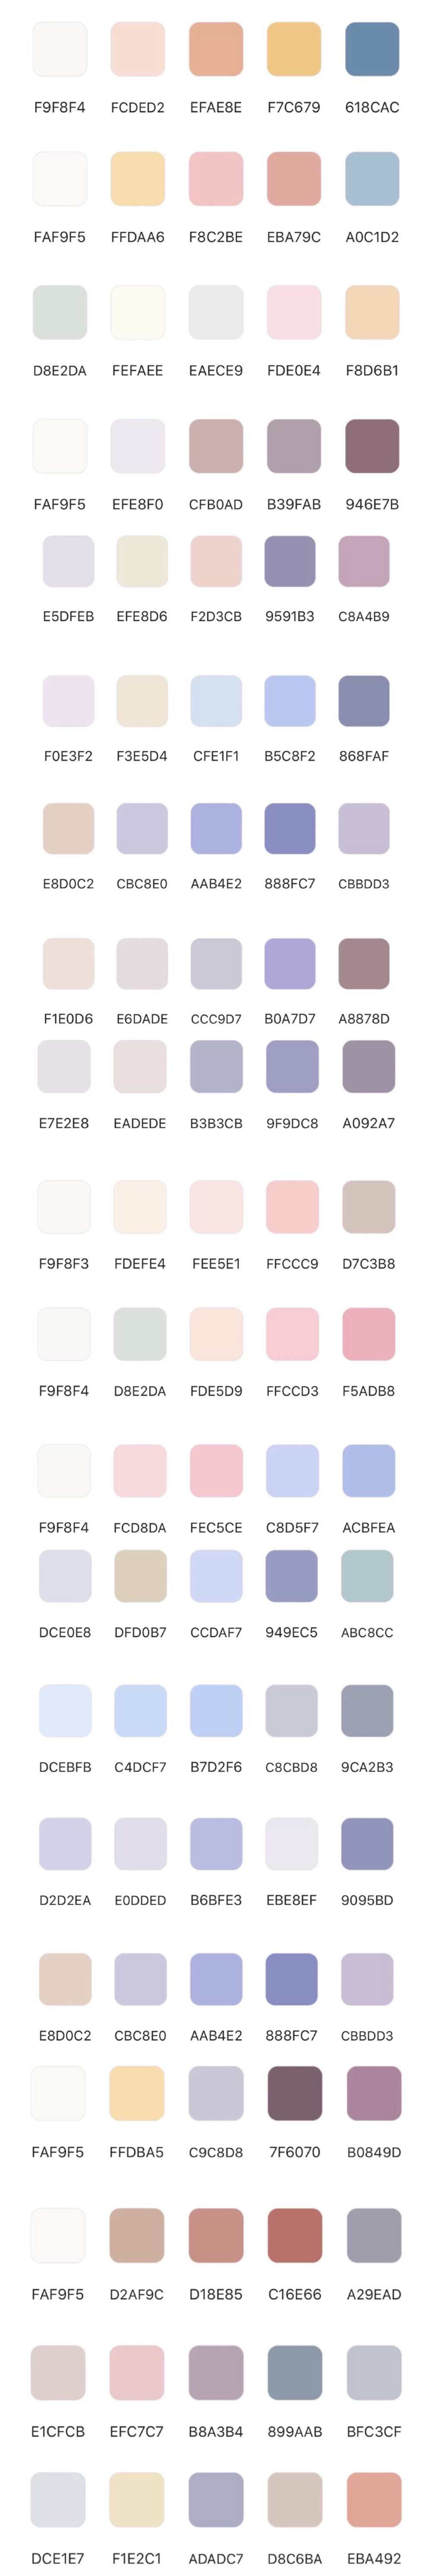 F9F8F4 FCDED2 EFAE8E F7C679 618CAC
FAF9F5 FFDAA6 F8C2BE EBA79C A0C1D2
D8E2DA FEFAEE EAECE9 FDE0E4 F8D6B1
FAF9F5 EFE8F0 CFB0AD B39FAB 946E7B
E5DFEB EFE8D6 F2D3CB 9591B3 C8A4B9
F0E3F2 F3E5D4 CFE1F1 B5C8F2 868FAF
E8D0C2 CBC8E0 AAB4E2 888FC7 CBBDD3
F1E0D6 E6DADE CCC9D7 B0A7D7 A8878D
E7E2E8 EADEDE B3B3CB 9F9DC8 A092A7
F9F8F3 FDEFE4 FEE5E1 FFCCC9 D7C3B8
F9F8F4 D8E2DA FDE5D9 FFCCD3 F5ADB8
F9F8F4 FCD8DA FEC5CE C8D5F7 ACBFEA
DCE0E8 DFD0B7 CCDAF7 949EC5 ABC8CC
DCEBFB C4DCF7 B7D2F6 C8CBD8 9CA2B3
D2D2EA E0DDED B6BFE3 EBE8EF 9095BD
E8D0C2 CBC8E0 AAB4E2 888FC7 CBBDD3
FAF9F5 FFDBA5 C9C8D8 7F6070 B0849D
FAF9F5 D2AF9C D18E85 C16E66 A29EAD
E1CFCB EFC7C7 B8A3B4 899AAB BFC3CF
DCE1E7 F1E2C1 ADADC7 D8C6BA EBA492